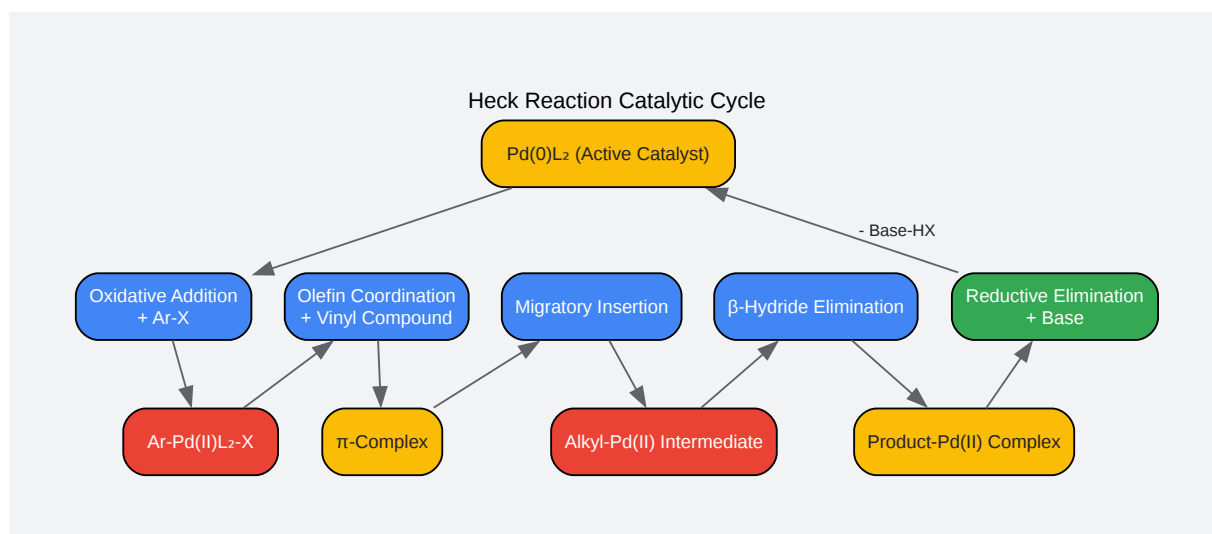 Heck Reaction Catalytic Cycle
Pd(0)L₂ (Active Catalyst)
- Base-HX
Oxidative Addition
+ Ar-X
Olefin Coordination
+ Vinyl Compound
Migratory Insertion
β-Hydride Elimination
Reductive Elimination
+ Base
Ar-Pd(II)L₂-X
π-Complex
Alkyl-Pd(II) Intermediate
Product-Pd(II) Complex